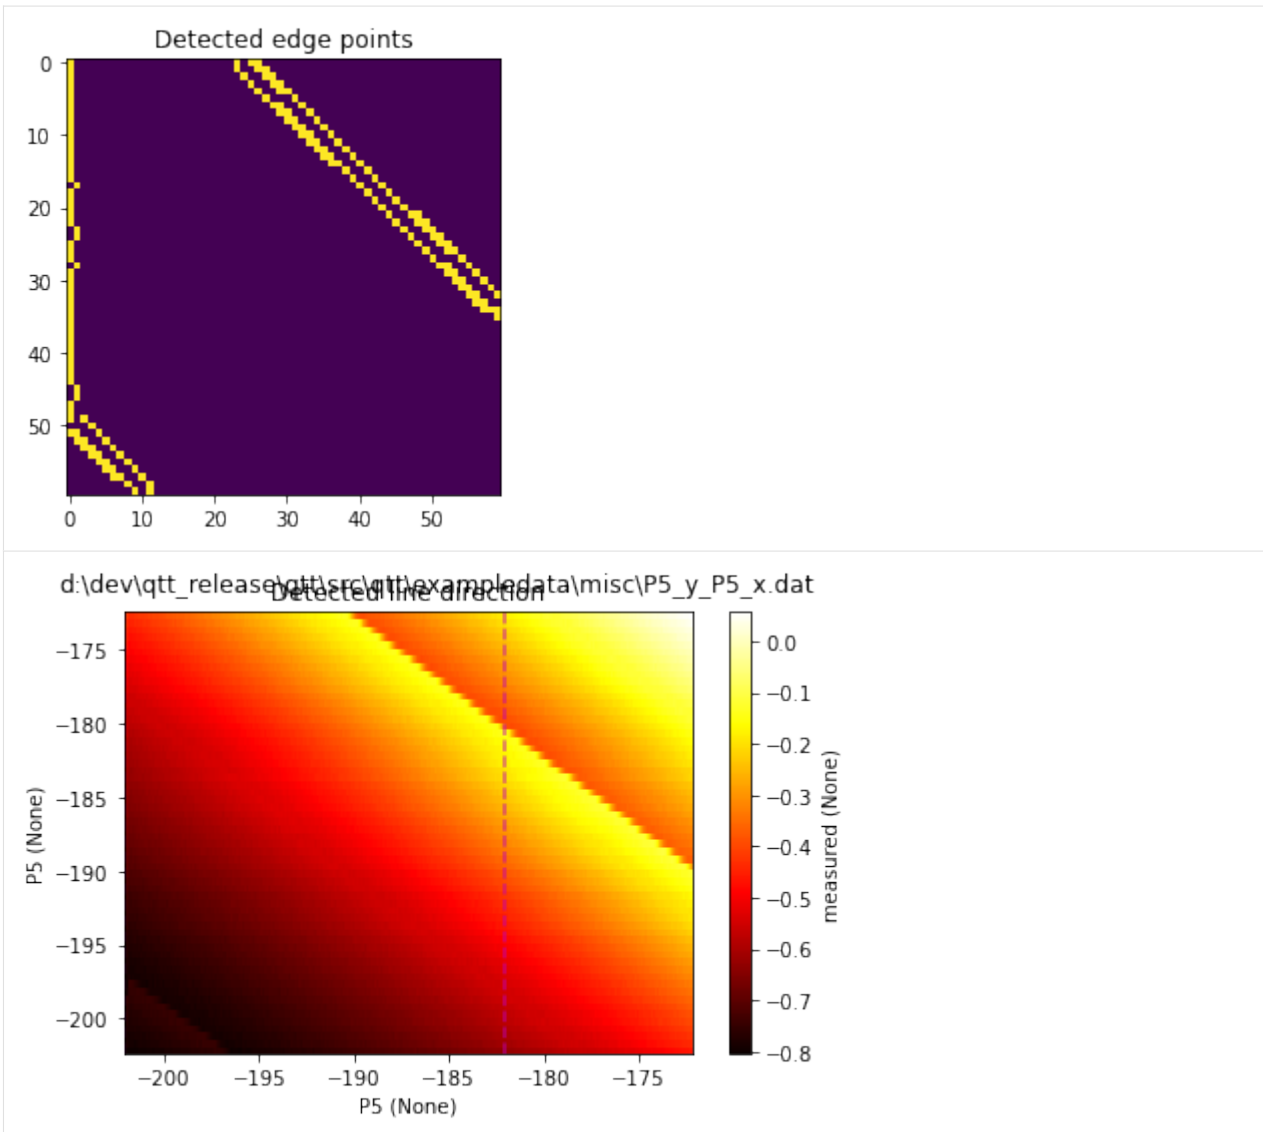 Detected edge points
0
10
20
30
40
50
0 10 20 30 40 50
d:\dev\qtt_release\qtt\src\qtt\exampledata\misc\P5_y_P5_x.dat
Detected line direction
−175
−180
−185
−190
−195
−200
P5 (None)
−200 −195 −190 −185 −180 −175
P5 (None)
0.0
−0.1
−0.2
−0.3
−0.4
−0.5
−0.6
−0.7
−0.8
measured (None)